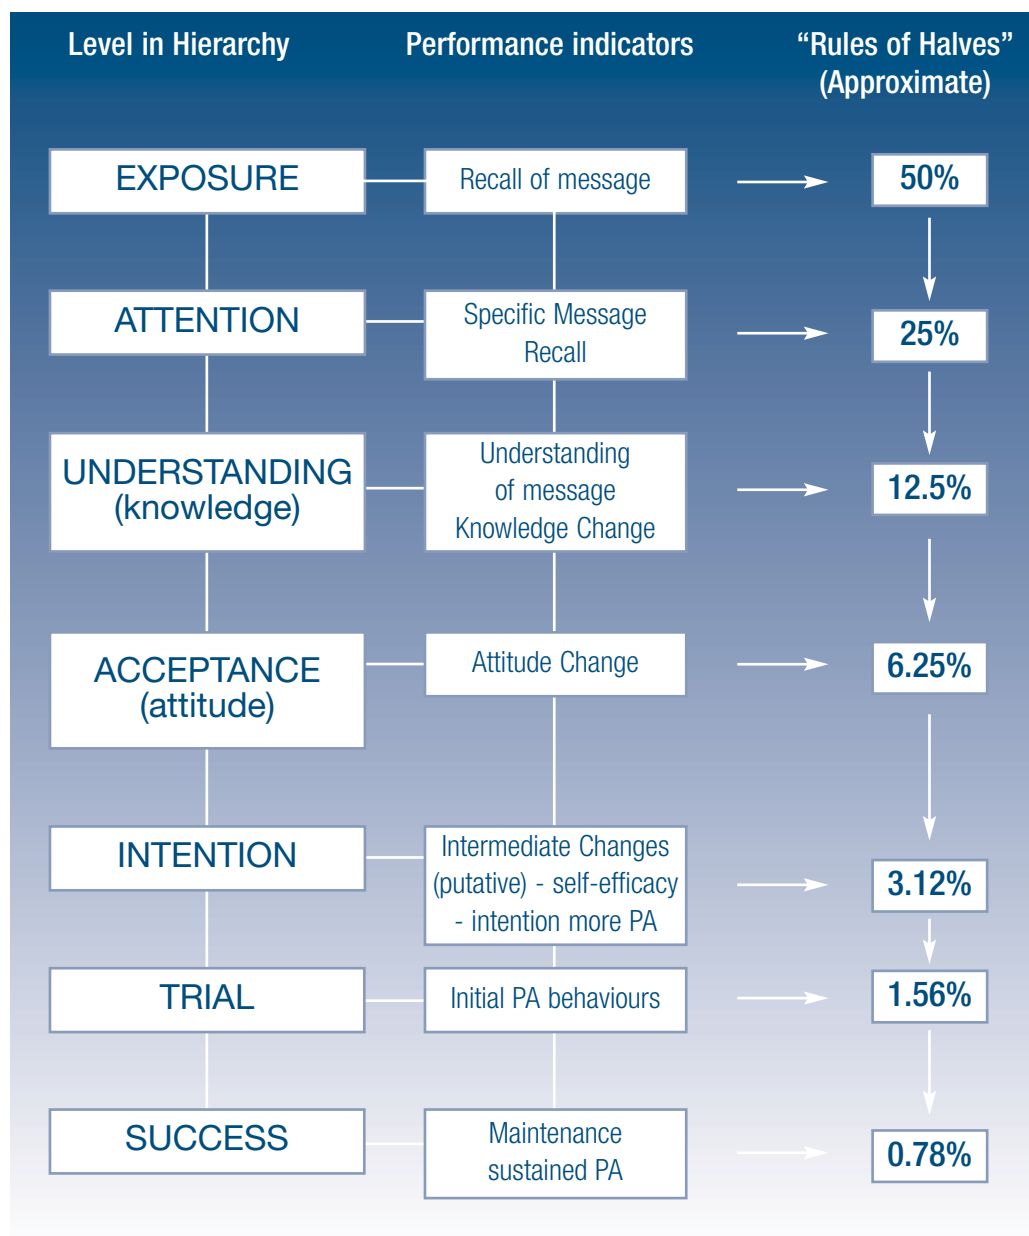 Level in Hierarchy
Performance indicators
“Rules of Halves”
(Approximate)
EXPOSURE
Recall of message
50%
ATTENTION
Specific Message
Recall
25%
UNDERSTANDING
(knowledge)
Understanding
of message
Knowledge Change
12.5%
ACCEPTANCE
(attitude)
Attitude Change
6.25%
INTENTION
Intermediate Changes
(putative) - self-efficacy
- intention more PA
3.12%
TRIAL
Initial PA behaviours
1.56%
SUCCESS
Maintenance
sustained PA
0.78%